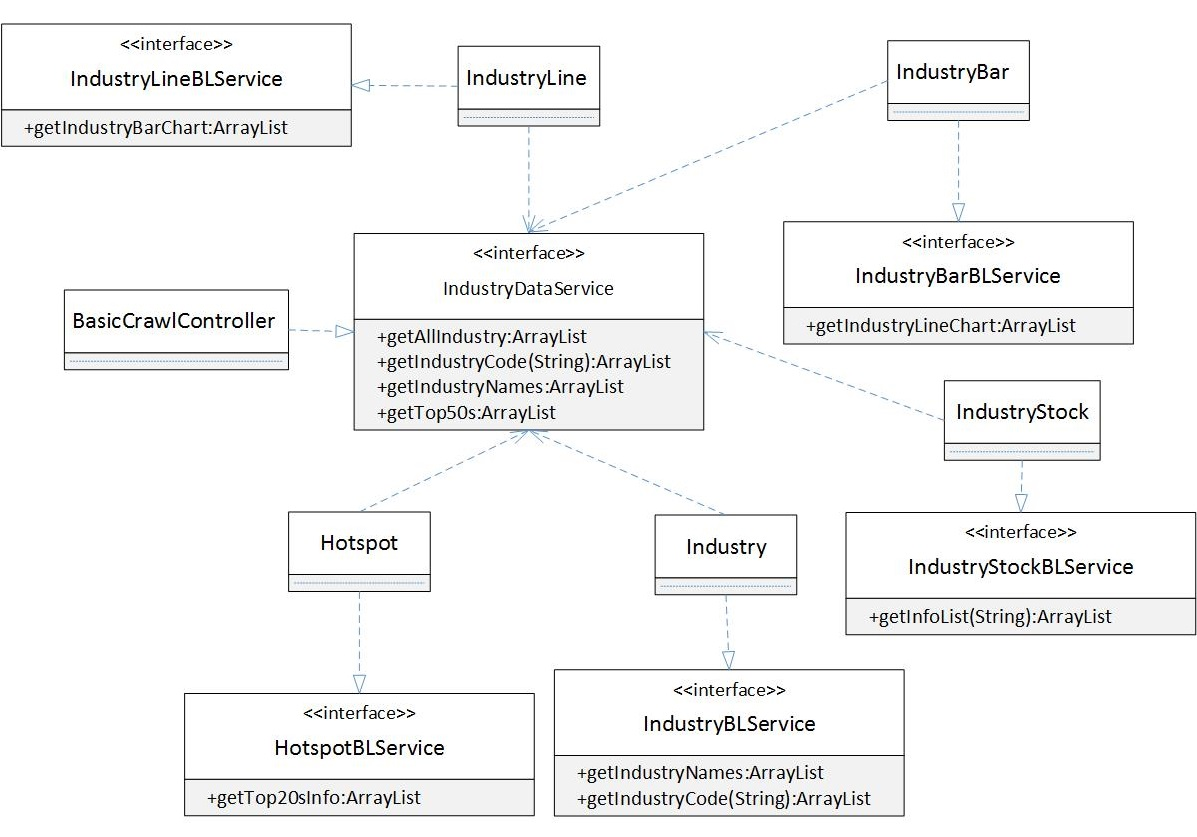 <<interface>>
IndustryLineBLService
+getIndustryBarChart:ArrayList
IndustryLine
IndustryBar
<<interface>>
IndustryDataService
+getAllIndustry:ArrayList
+getIndustryCode(String):ArrayList
+getIndustryNames:ArrayList
+getTop50s:ArrayList
<<interface>>
IndustryBarBLService
+getIndustryLineChart:ArrayList
BasicCrawlController
IndustryStock
Hotspot
Industry
<<interface>>
IndustryStockBLService
+getInfoList(String):ArrayList
<<interface>>
HotspotBLService
+getTop20sInfo:ArrayList
<<interface>>
IndustryBLService
+getIndustryNames:ArrayList
+getIndustryCode(String):ArrayList